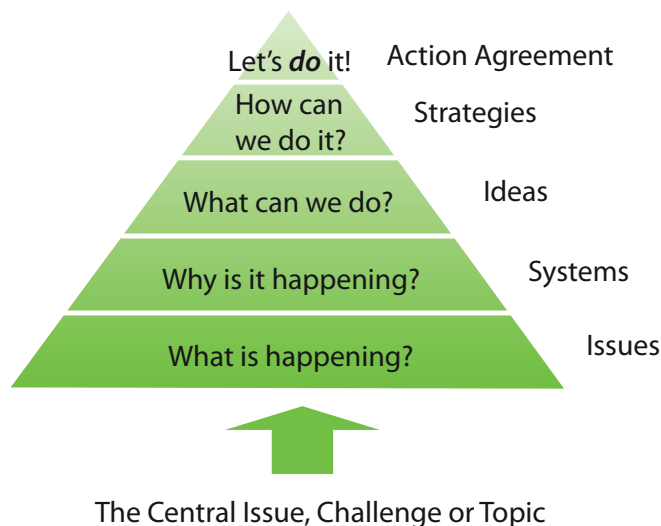 Let's do it!
Action Agreement
How can
we do it?
Strategies
What can we do?
Ideas
Why is it happening?
Systems
What is happening?
Issues
The Central Issue, Challenge or Topic